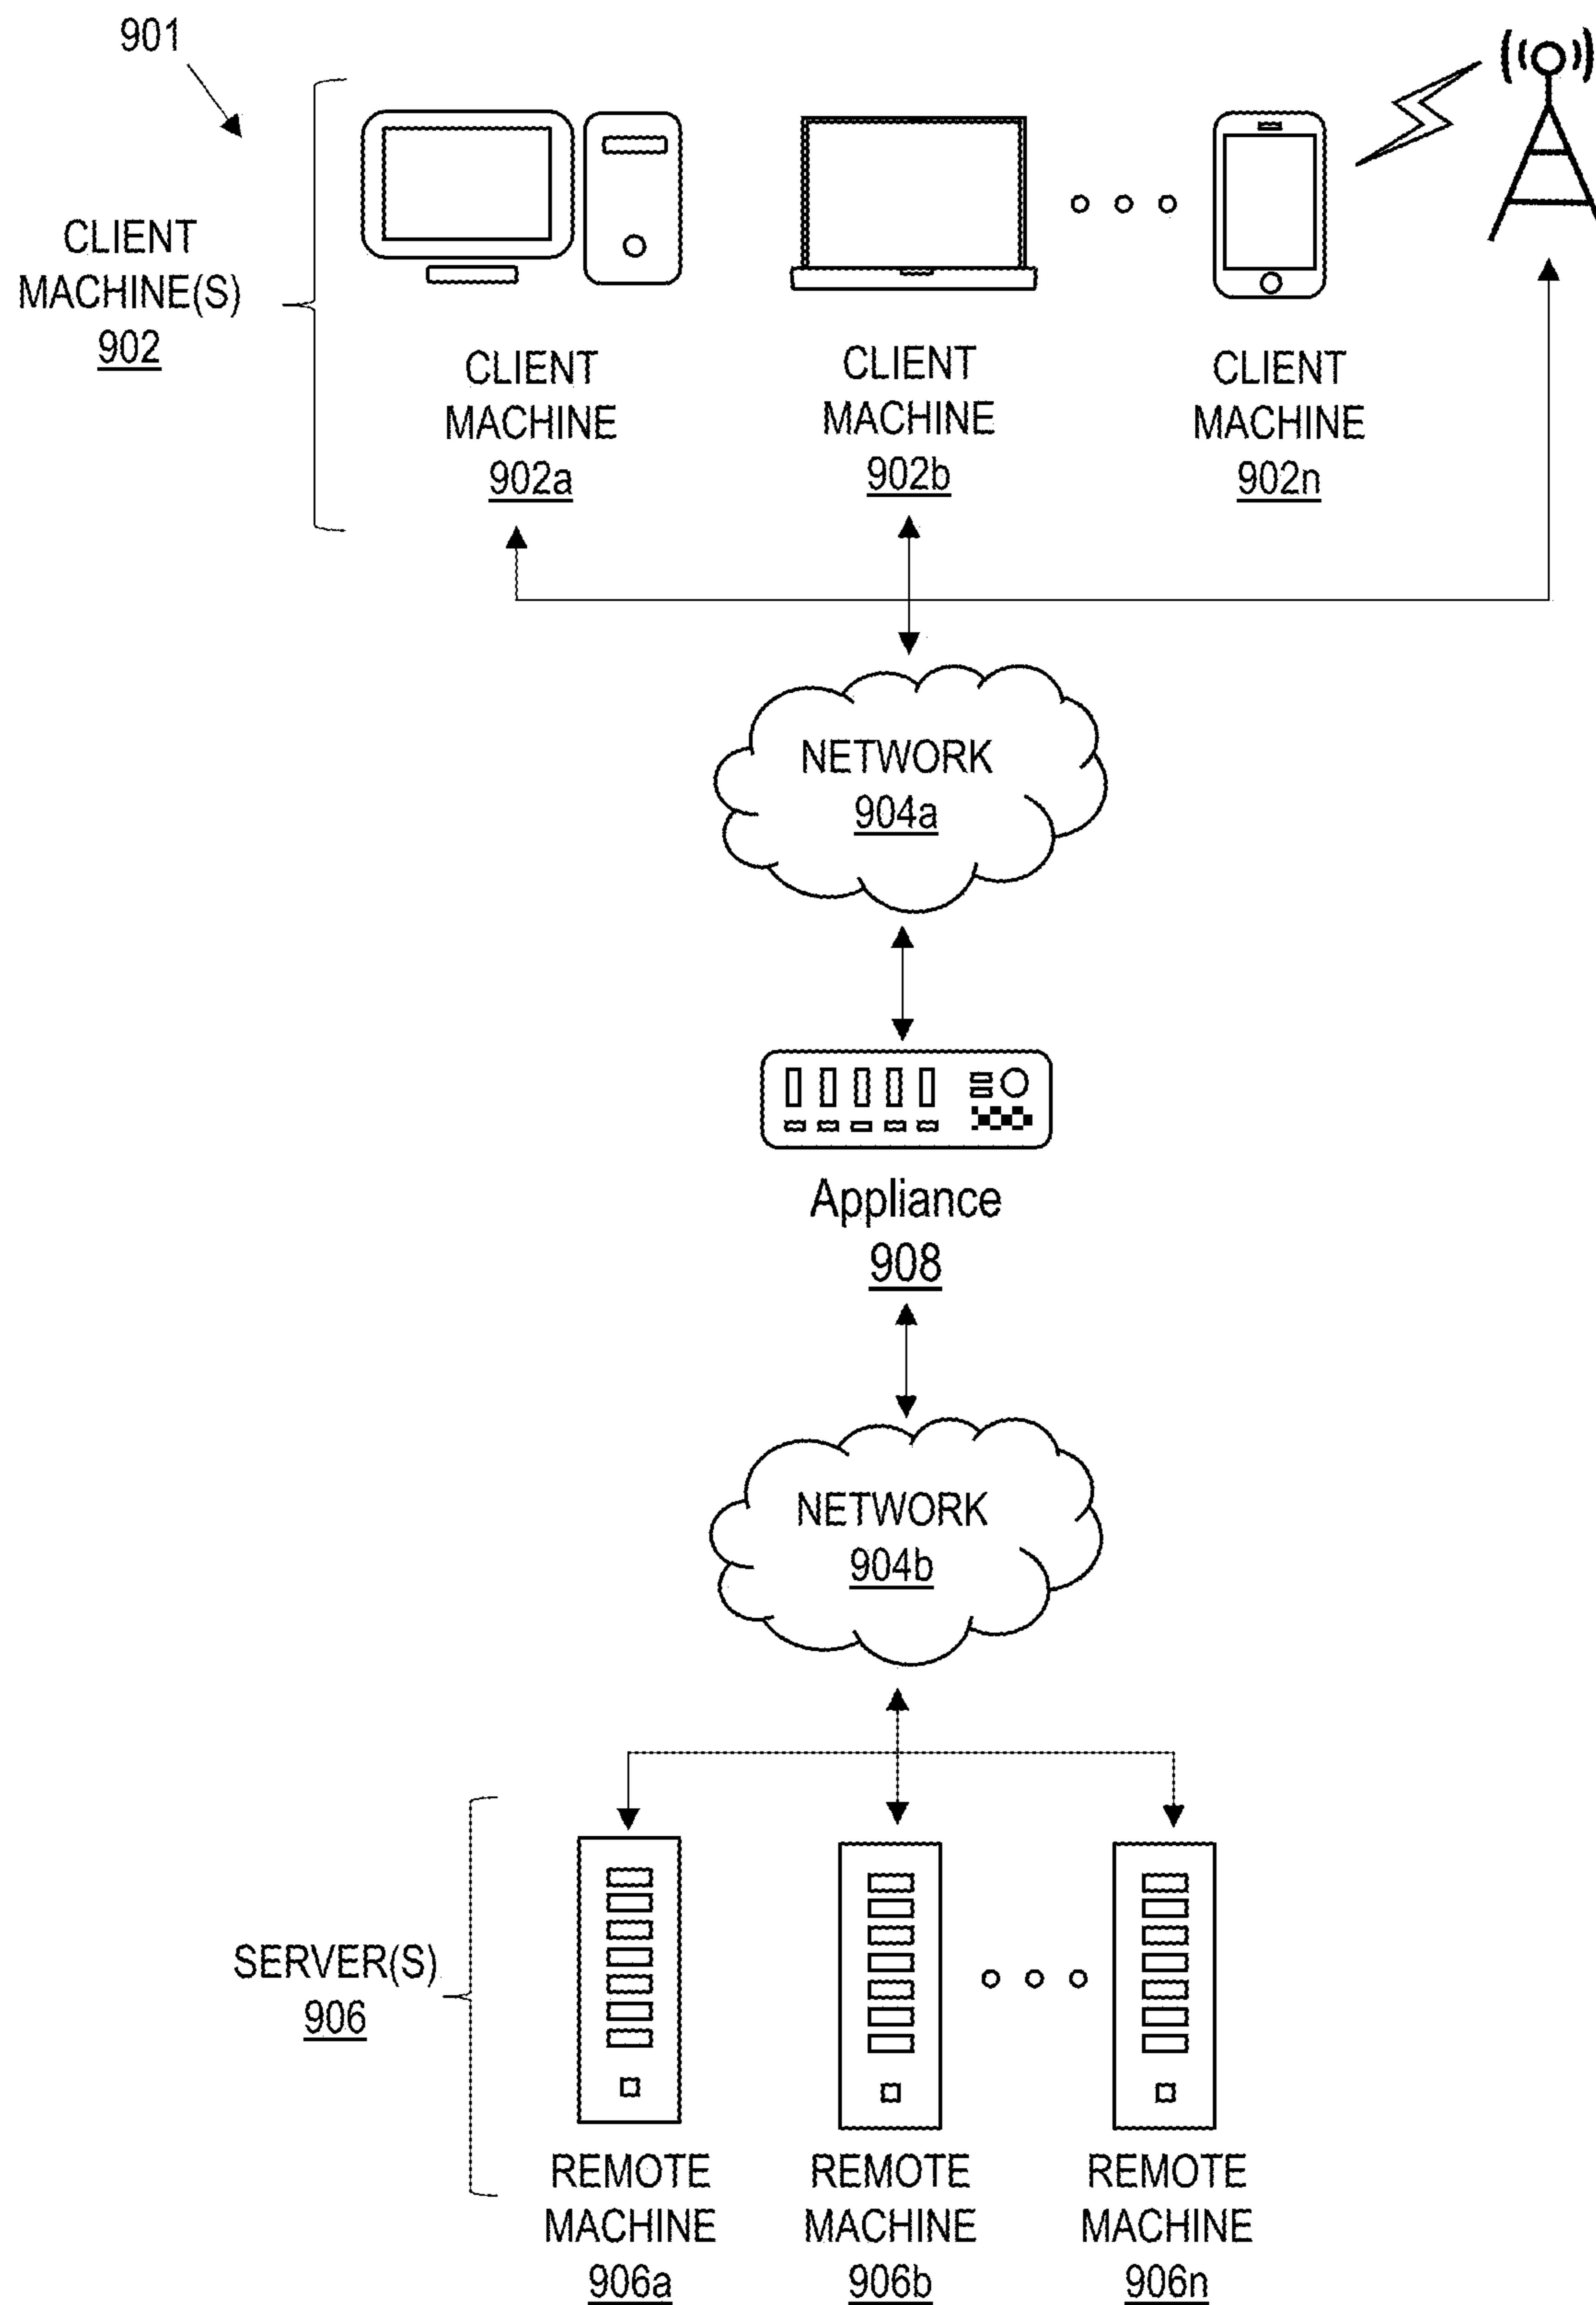 901
CLIENT
MACHINE(S)
902
CLIENT
MACHINE
902a
CLIENT
MACHINE
902b
CLIENT
MACHINE
902n
NETWORK
904a
Appliance
908
NETWORK
904b
SERVER(S)
906
REMOTE
MACHINE
906a
REMOTE
MACHINE
906b
REMOTE
MACHINE
906n